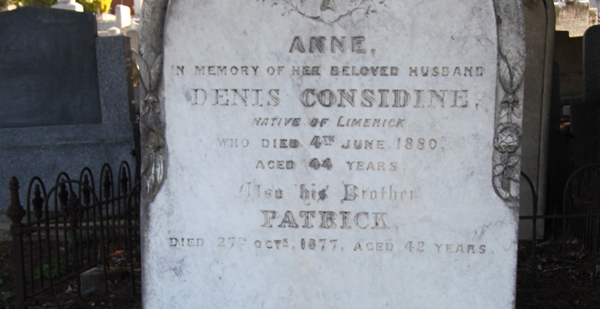 ANNE,
IN MEMORY OF HER BELOVED HUSBAND
DENIS CONSIDINE,
NATIVE OF LIMERICK
WHO DIED 4TH JUNE, 1880,
AGED 44 YEARS.
Also his Brother
PATRICK
DIED 27TH OCTR. 1877, AGED 42 YEARS.